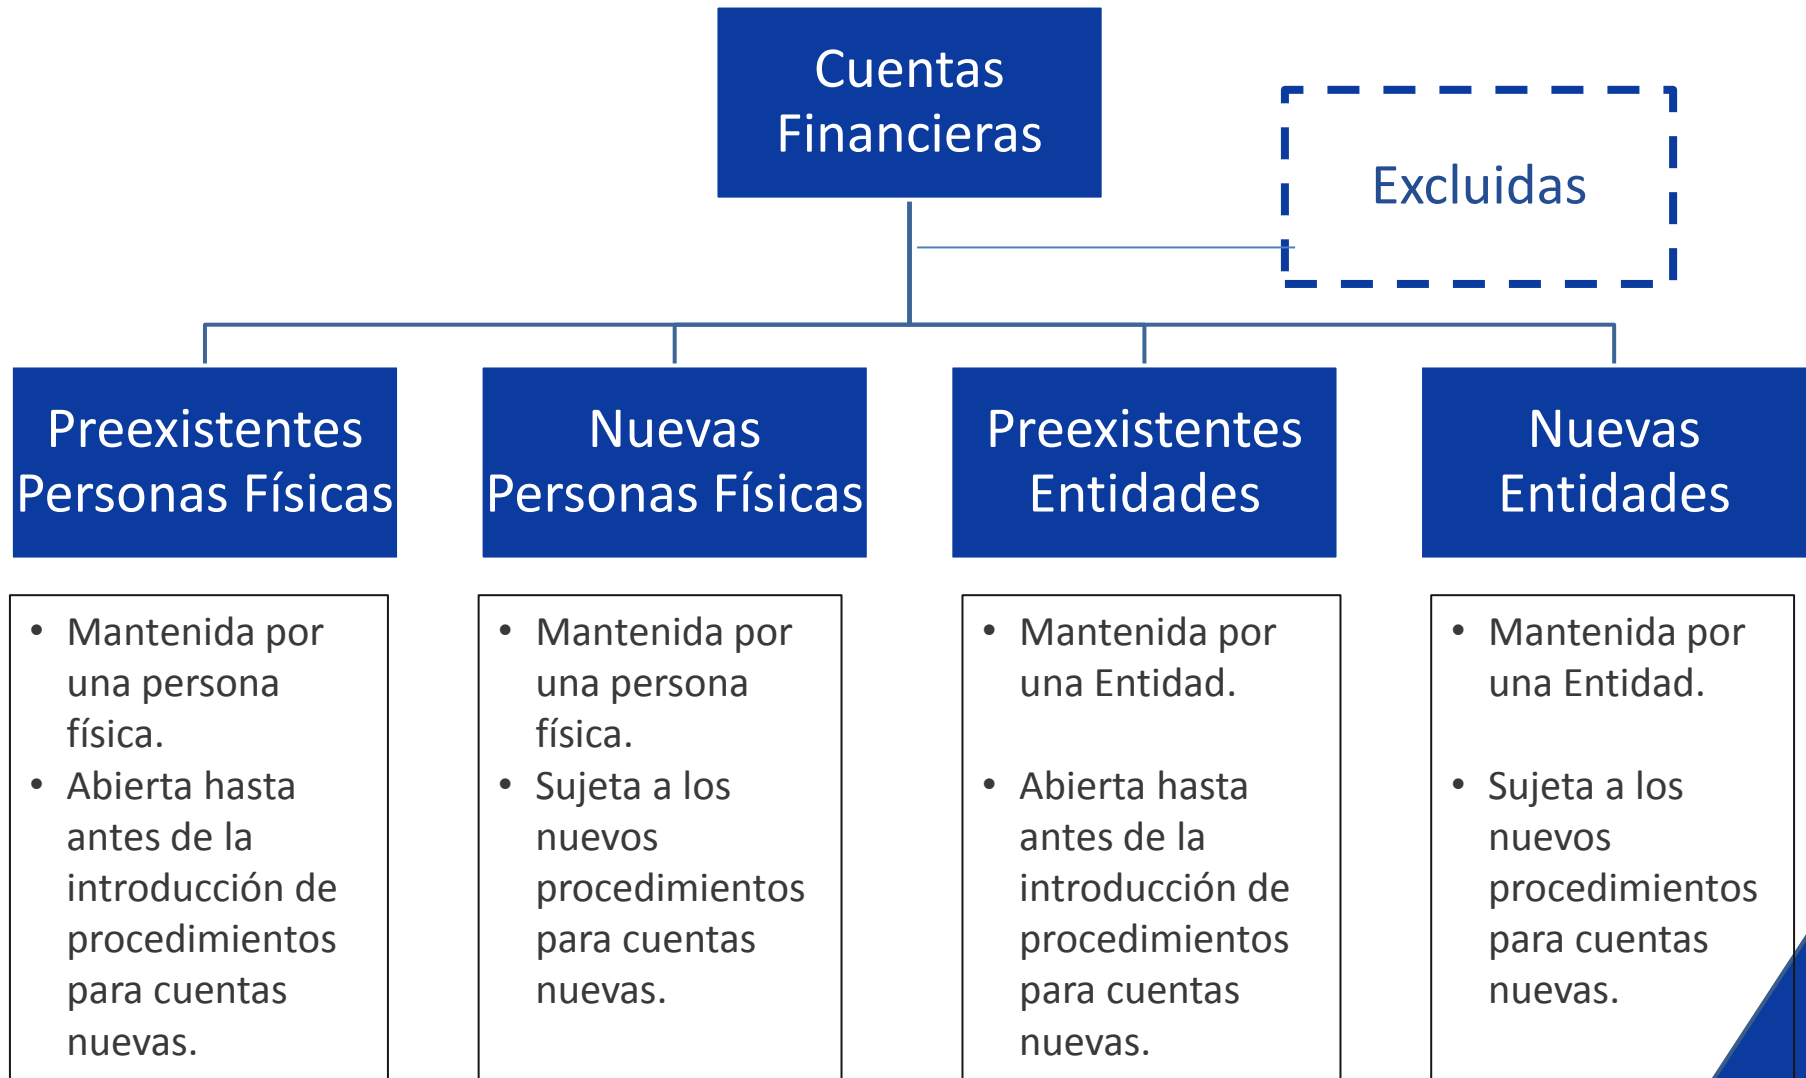 Cuentas
Financieras
Excluidas
Preexistentes
Personas Físicas
Nuevas
Personas Físicas
Preexistentes
Entidades
Nuevas
Entidades
• Mantenida por
una persona
física.
• Abierta hasta
antes de la
introducción de
procedimientos
para cuentas
nuevas.
• Mantenida por
una persona
física.
• Sujeta a los
nuevos
procedimientos
para cuentas
nuevas.
• Mantenida por
una Entidad.
• Abierta hasta
antes de la
introducción de
procedimientos
para cuentas
nuevas.
• Mantenida por
una Entidad.
• Sujeta a los
nuevos
procedimientos
para cuentas
nuevas.